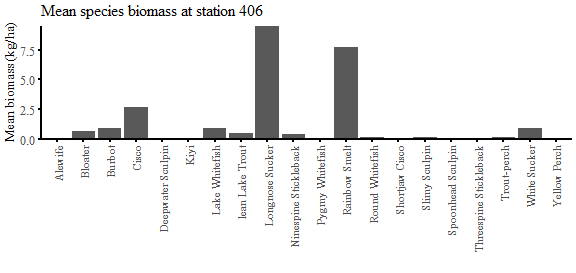 Mean species biomass at station 406
Mean biomass (kg/ha)
7.5
5.0
2.5
0.0
Alewife
Bloater
Burbot
Cisco
Deepwater Sculpin
Kiyi
Lake Whitefish
lean Lake Trout
Longnose Sucker
Ninespine Stickleback
Pygmy Whitefish
Rainbow Smelt
Round Whitefish
Shortjaw Cisco
Slimy Sculpin
Spoonhead Sculpin
Threespine Stickleback
Trout-perch
White Sucker
Yellow Perch